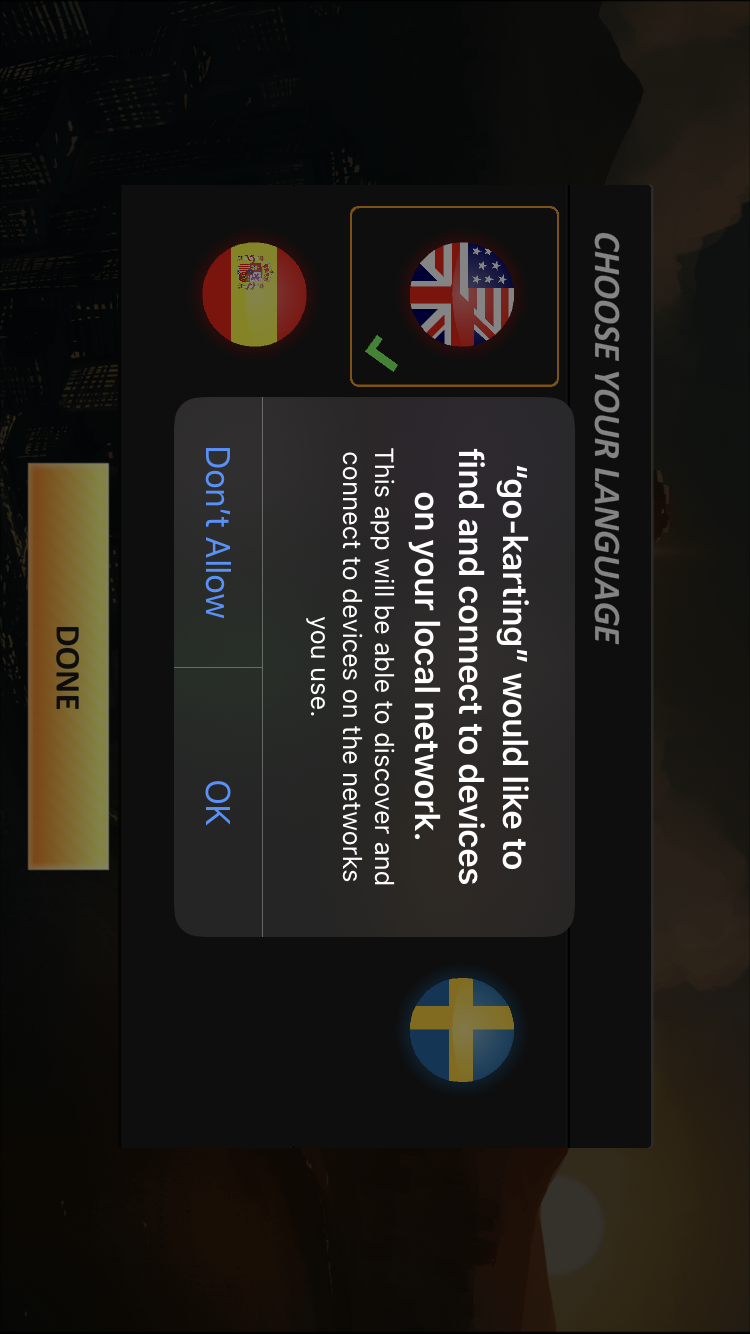 CHOOSE YOUR LANGUAGE
“go-karting” would like to
find and connect to devices
on your local network.
This app will be able to discover and
connect to devices on the networks
you use.
Don’t Allow
OK
DONE